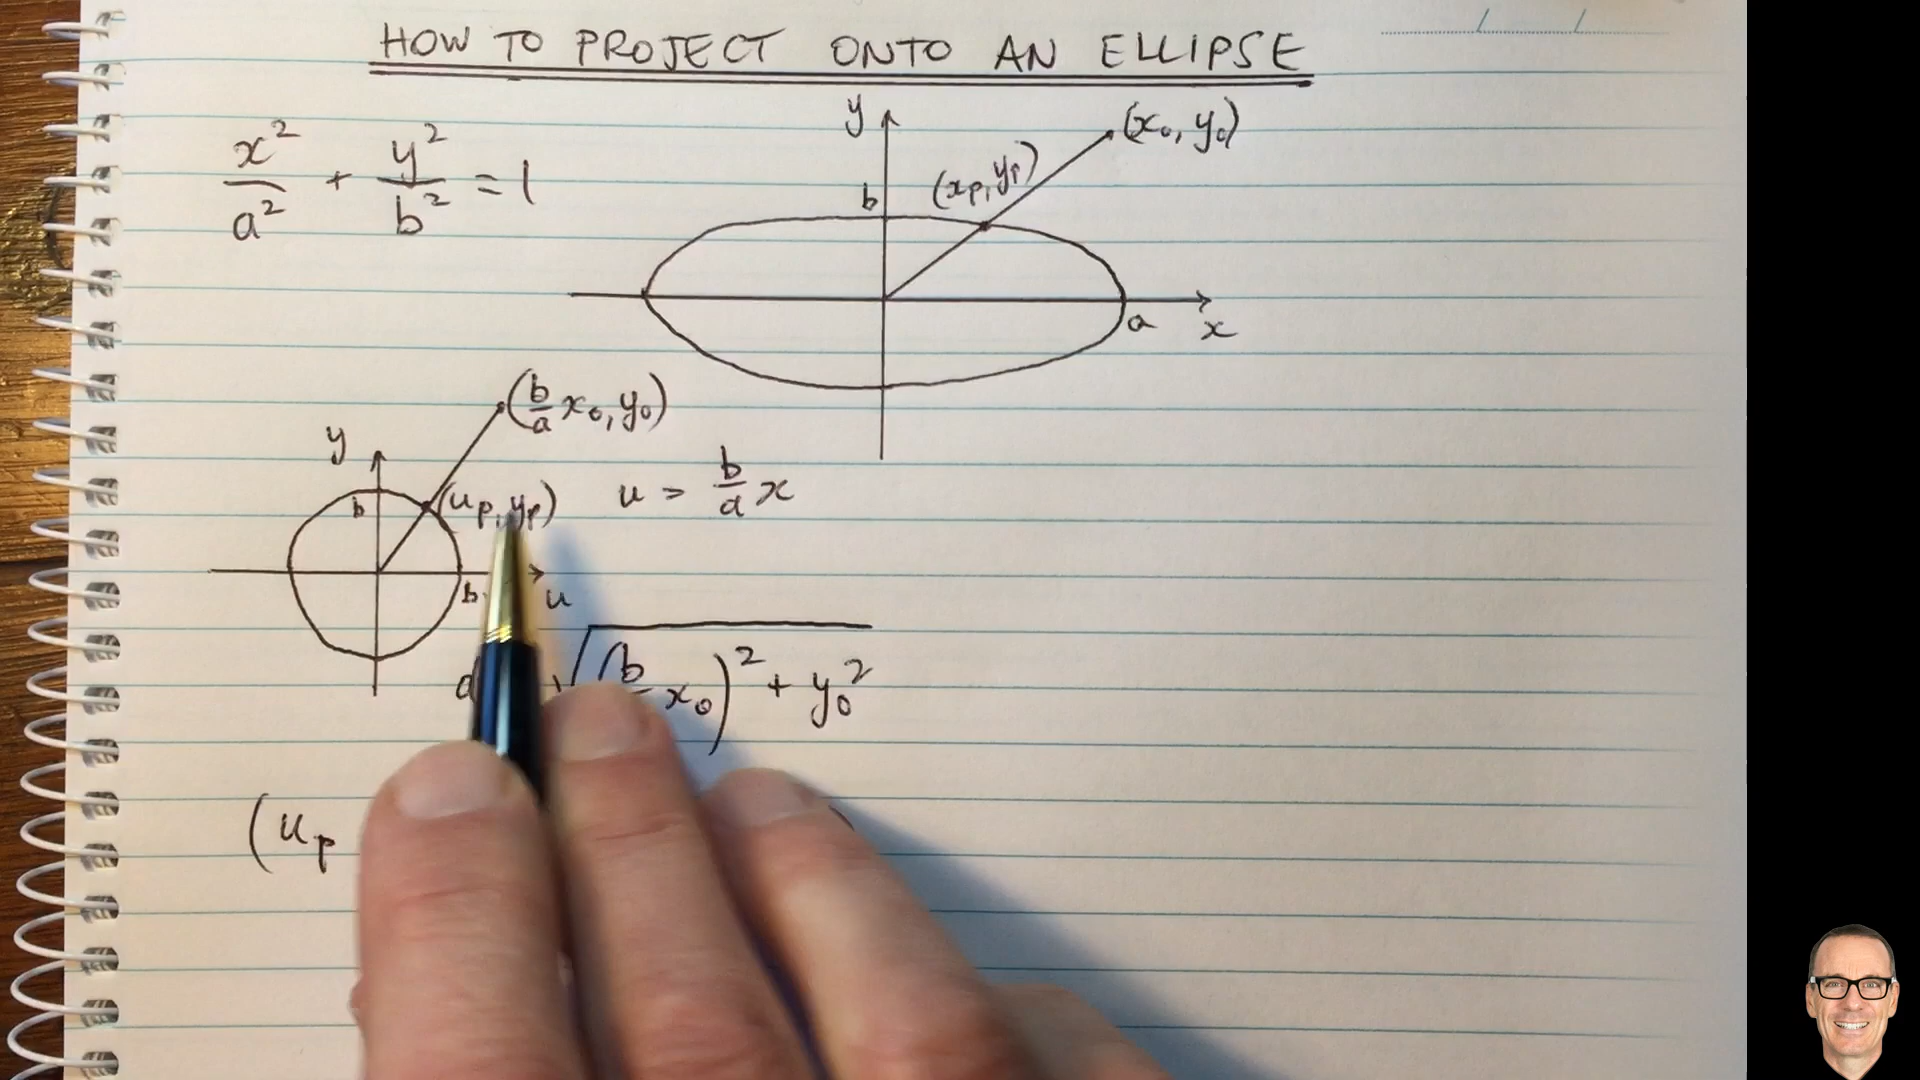 HOW TO PROJECT ONTO AN ELLIPSE
x²/a² + y²/b² = 1
y
(x₀, y₀)
(xₚ, yₚ)
b
a
x
(b/a x₀, y₀)
y
b
(uₚ, yₚ)
u = b/a x
b
u
√ b x₀)² + y₀²
(uₚ